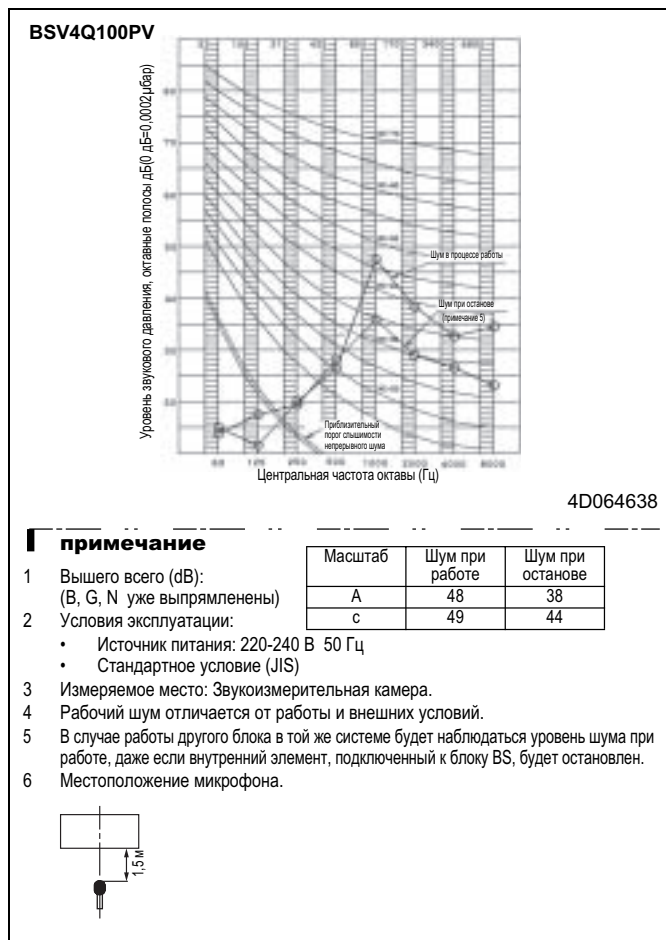 BSV4Q100PV
Уровень звукового давления, октавные полосы дБ(0 дБ=0,0002µбар)
Шум в процессе работы
Шум при останове
(примечание 5)
Приблизительный
порог слышимости
непрерывного шума
Центральная частота октавы (Гц)
4D064638
примечание
1 Вышего всего (dB):
(B, G, N уже выпрямленены)
Масштаб Шум при работе Шум при останове
A 48 38
c 49 44
2 Условия эксплуатации:
• Источник питания: 220-240 В 50 Гц
• Стандартное условие (JIS)
3 Измеряемое место: Звукоизмерительная камера.
4 Рабочий шум отличается от работы и внешних условий.
5 В случае работы другого блока в той же системе будет наблюдаться уровень шума при
работе, даже если внутренний элемент, подключенный к блоку BS, будет остановлен.
6 Местоположение микрофона.
1,5 м